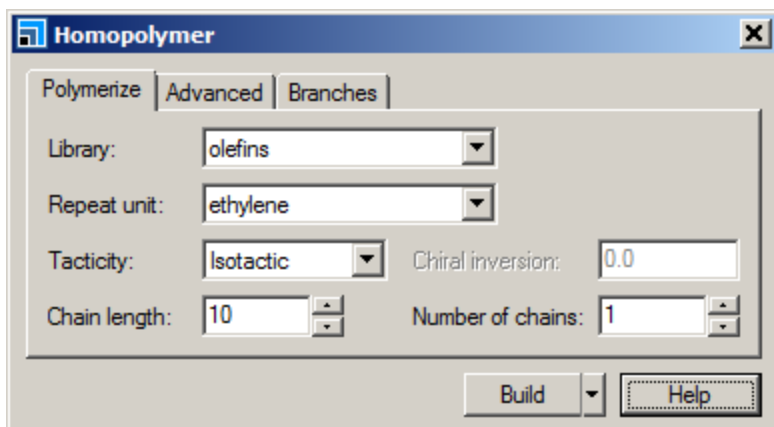 Homopolymer
Polymerize Advanced Branches
Library: olefins
Repeat unit: ethylene
Tacticity: Isotactic Chiral inversion: 0.0
Chain length: 10 Number of chains: 1
Build Help